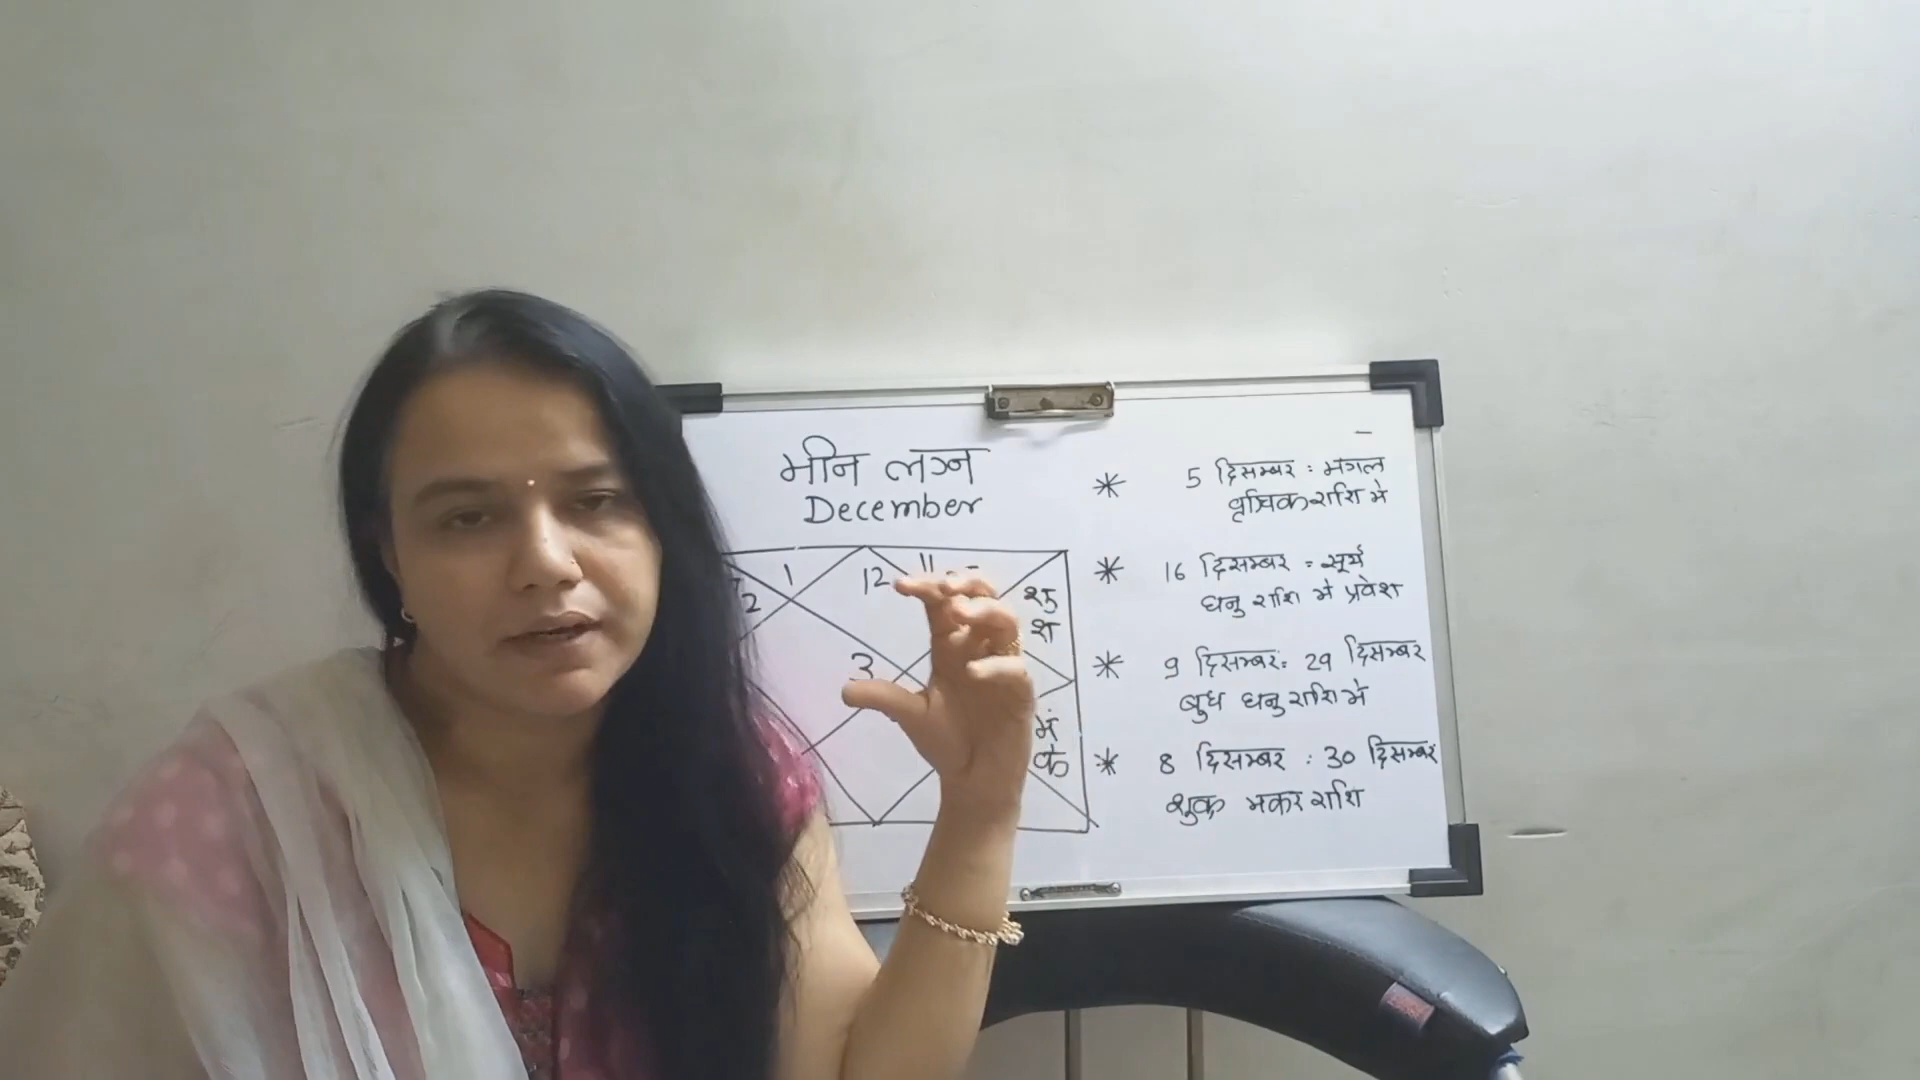 मीन लग्न
December
1
12
11
2
3
शु
श
मं
के
* 5 दिसम्बर : मंगल
वृश्चिक राशि मे
* 16 दिसम्बर = सूर्य
धनु राशि मे प्रवेश
* 9 दिसम्बर: 29 दिसम्बर
बुध धनु राशि मे
* 8 दिसम्बर : 30 दिसम्बर
शुक्र मकर राशि